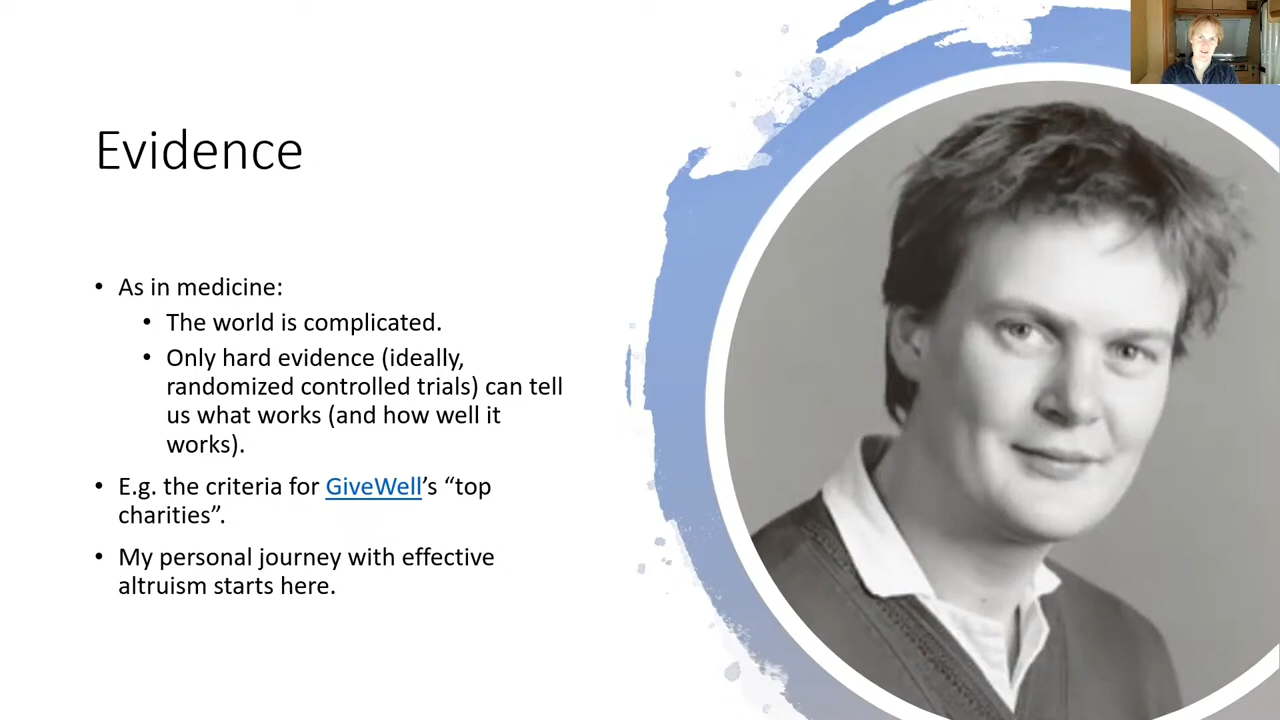 Evidence
• As in medicine:
• The world is complicated.
• Only hard evidence (ideally,
randomized controlled trials) can tell
us what works (and how well it
works).
• E.g. the criteria for GiveWell’s “top
charities”.
• My personal journey with effective
altruism starts here.